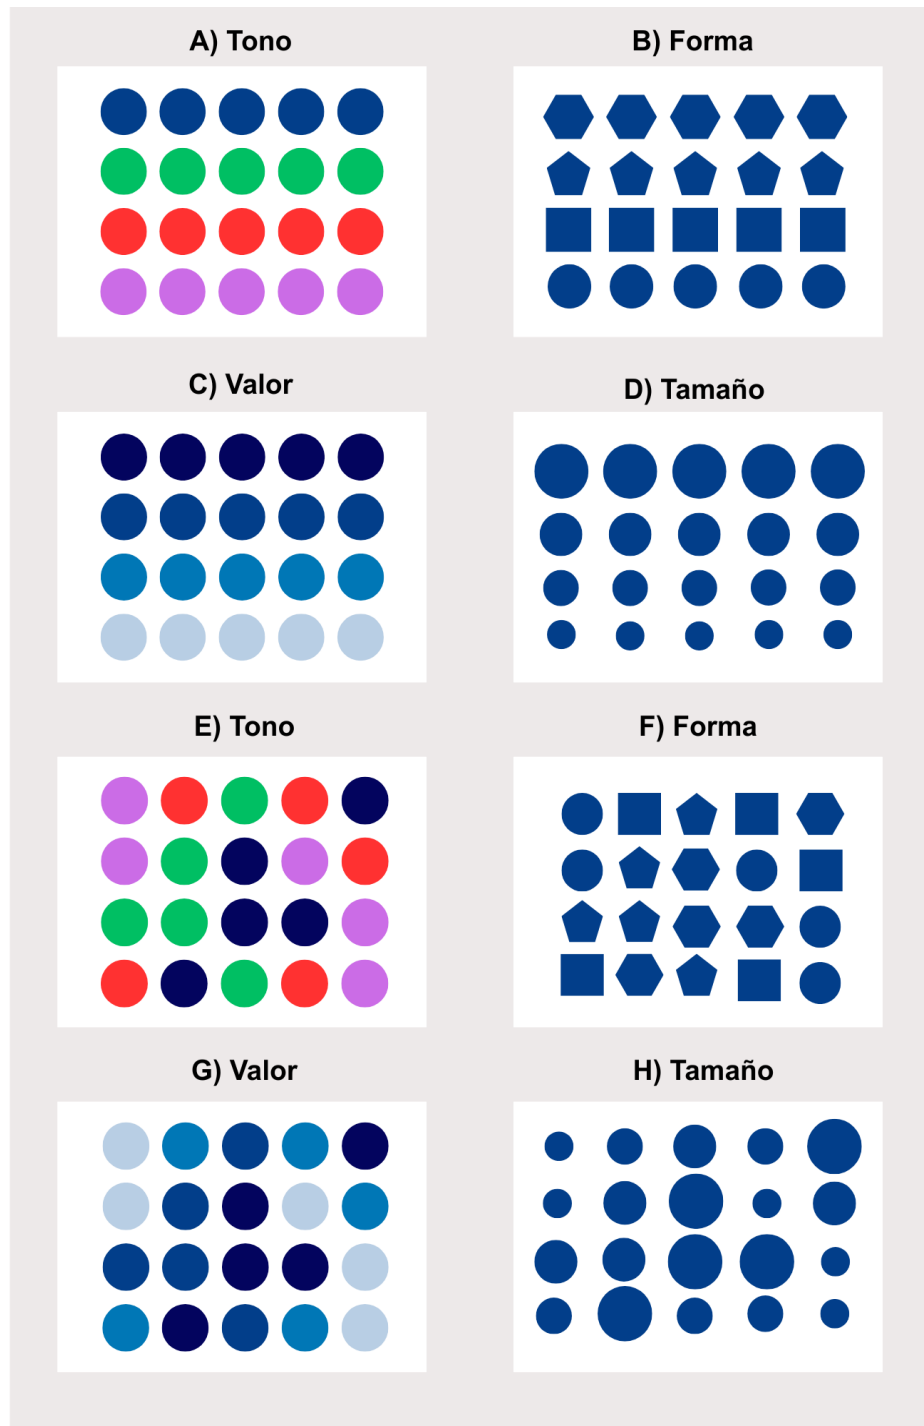 A) Tono
B) Forma
C) Valor
D) Tamaño
E) Tono
F) Forma
G) Valor
H) Tamaño